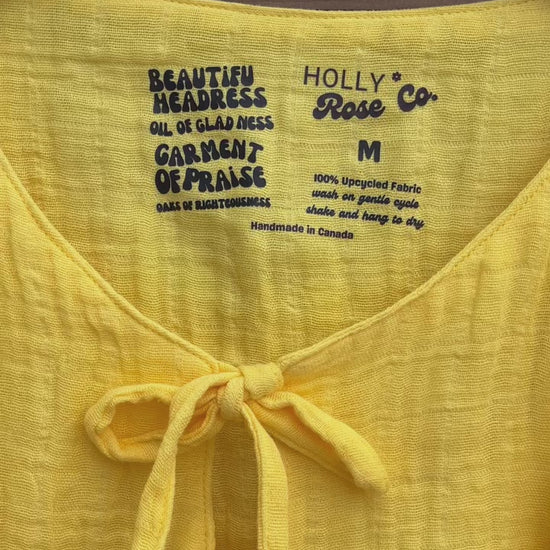 BEAUTIFU
HEADRESS
OIL OF GLAD NESS
GARMENT
OF PRAISE
OAKS OF RIGHTEOUSNESS
HOLLY*
Rose Co.
M
100% Upcycled Fabric
wash on gentle cycle
shake and hang to dry
Handmade in Canada